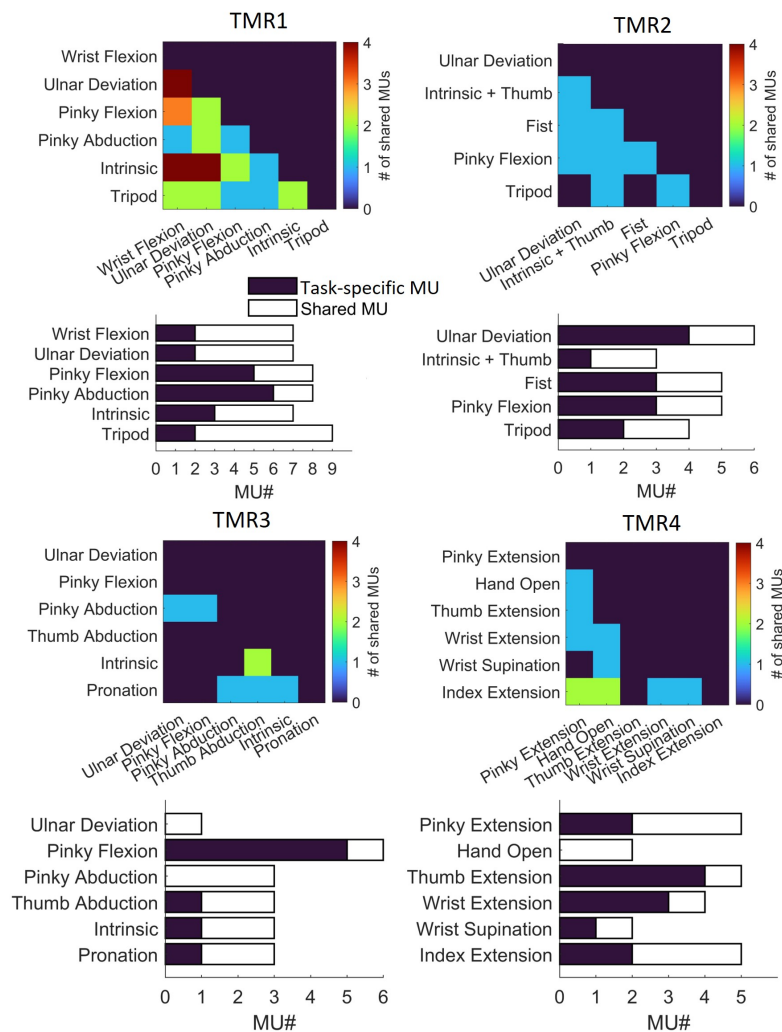 TMR1
Wrist Flexion
Ulnar Deviation
Pinky Flexion
Pinky Abduction
Intrinsic
Tripod
Wrist Flexion
Ulnar Deviation
Pinky Flexion
Pinky Abduction
Intrinsic
Tripod
4
3
2
1
0
# of shared MUs
TMR2
Ulnar Deviation
Intrinsic + Thumb
Fist
Pinky Flexion
Tripod
Ulnar Deviation
Intrinsic + Thumb
Fist
Pinky Flexion
Tripod
4
3
2
1
0
# of shared MUs
Task-specific MU
Shared MU
Wrist Flexion
Ulnar Deviation
Pinky Flexion
Pinky Abduction
Intrinsic
Tripod
0 1 2 3 4 5 6 7 8 9
MU#
Ulnar Deviation
Intrinsic + Thumb
Fist
Pinky Flexion
Tripod
0 1 2 3 4 5 6
MU#
TMR3
Ulnar Deviation
Pinky Flexion
Pinky Abduction
Thumb Abduction
Intrinsic
Pronation
Ulnar Deviation
Pinky Flexion
Pinky Abduction
Thumb Abduction
Intrinsic
Pronation
4
3
2
1
0
# of shared MUs
TMR4
Pinky Extension
Hand Open
Thumb Extension
Wrist Extension
Wrist Supination
Index Extension
Pinky Extension
Hand Open
Thumb Extension
Wrist Extension
Wrist Supination
Index Extension
4
3
2
1
0
# of shared MUs
Ulnar Deviation
Pinky Flexion
Pinky Abduction
Thumb Abduction
Intrinsic
Pronation
0 1 2 3 4 5 6
MU#
Pinky Extension
Hand Open
Thumb Extension
Wrist Extension
Wrist Supination
Index Extension
0 1 2 3 4 5
MU#